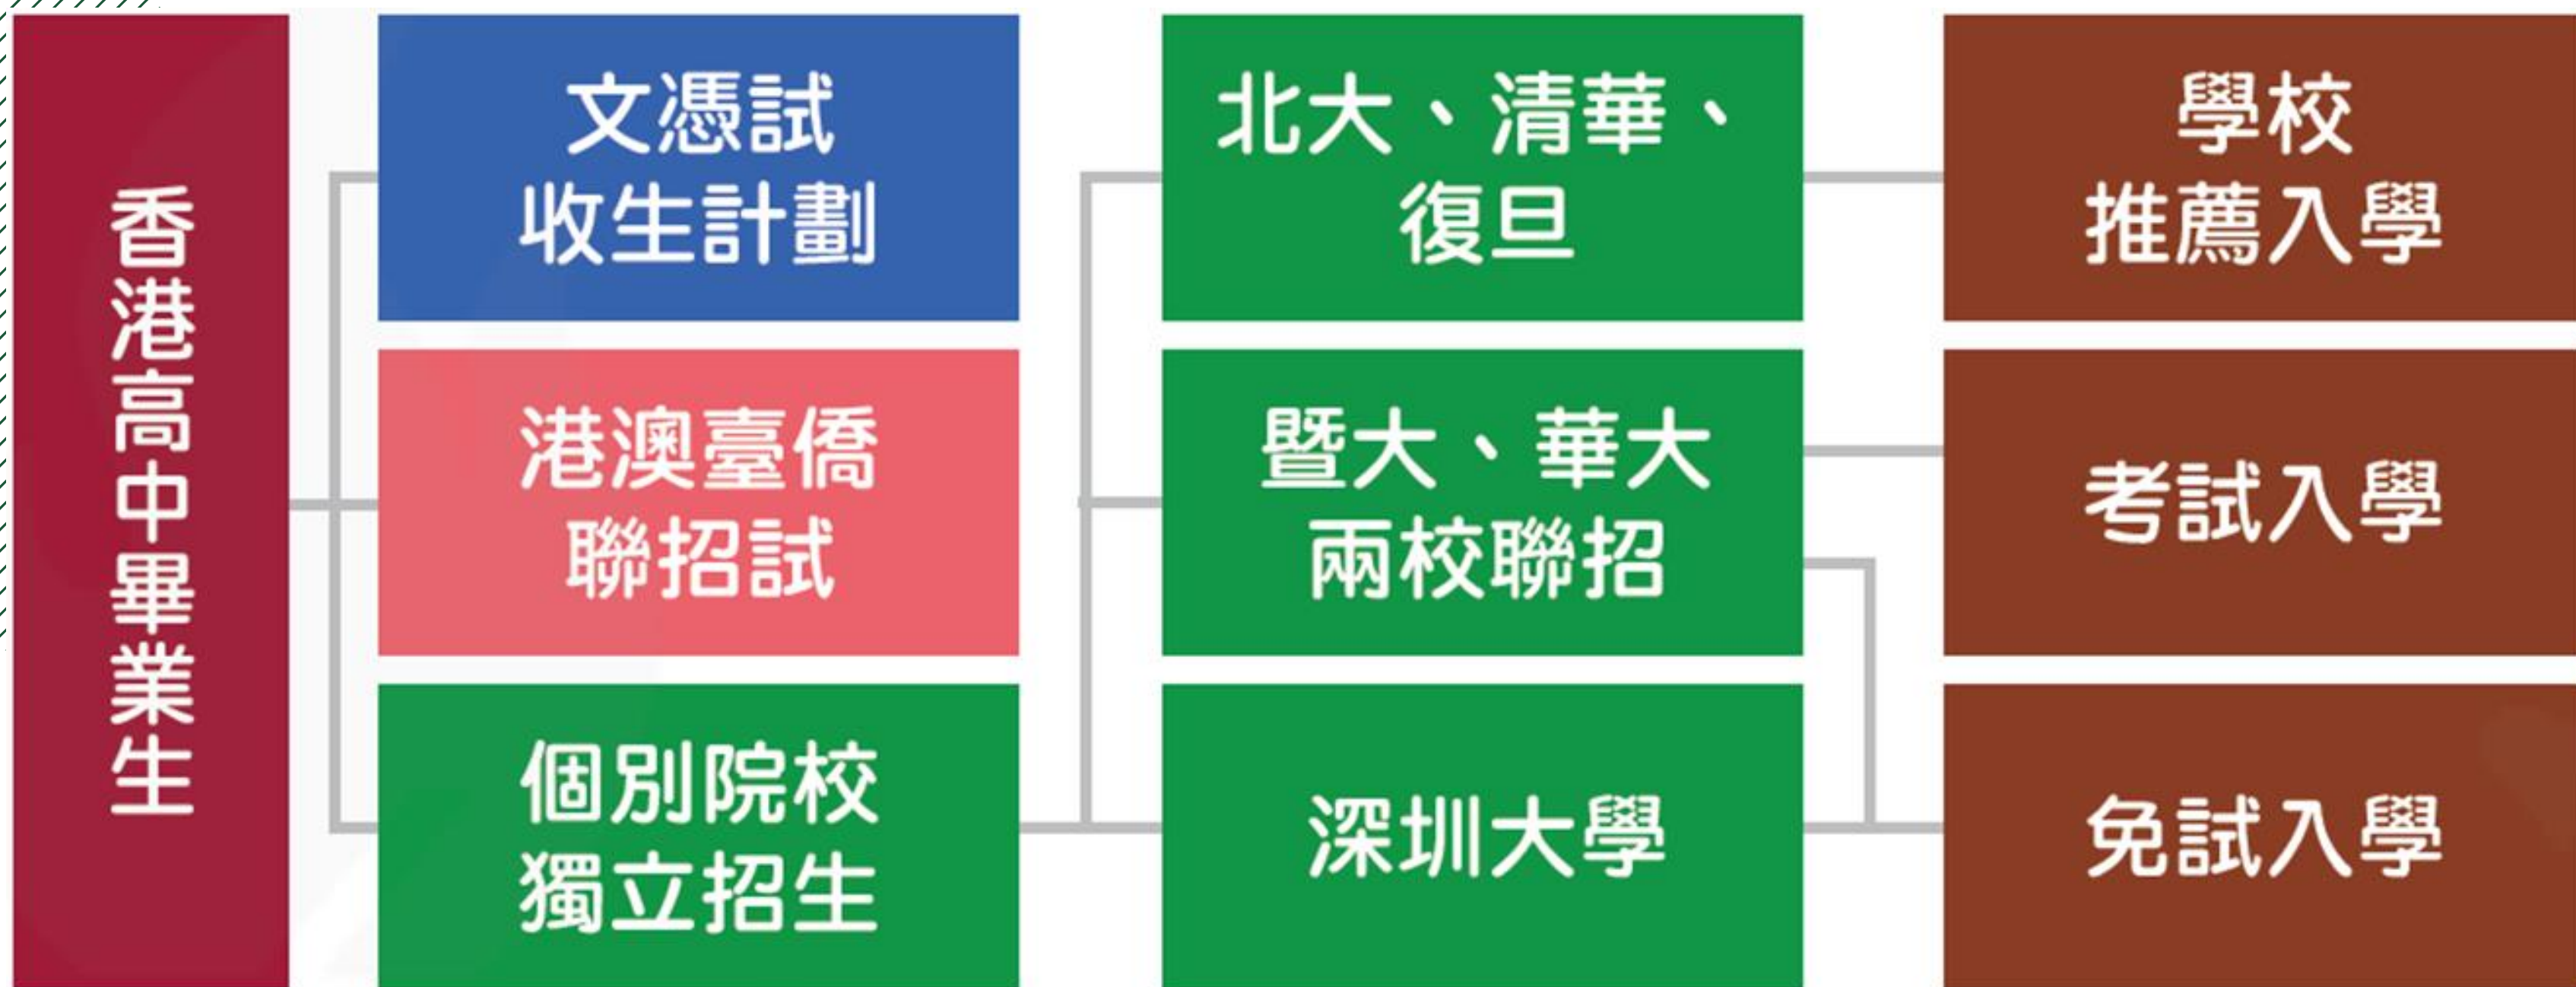 香港高中畢業生
文憑試
收生計劃
港澳臺僑
聯招試
個別院校
獨立招生
北大、清華、
復旦
暨大、華大
兩校聯招
深圳大學
學校
推薦入學
考試入學
免試入學